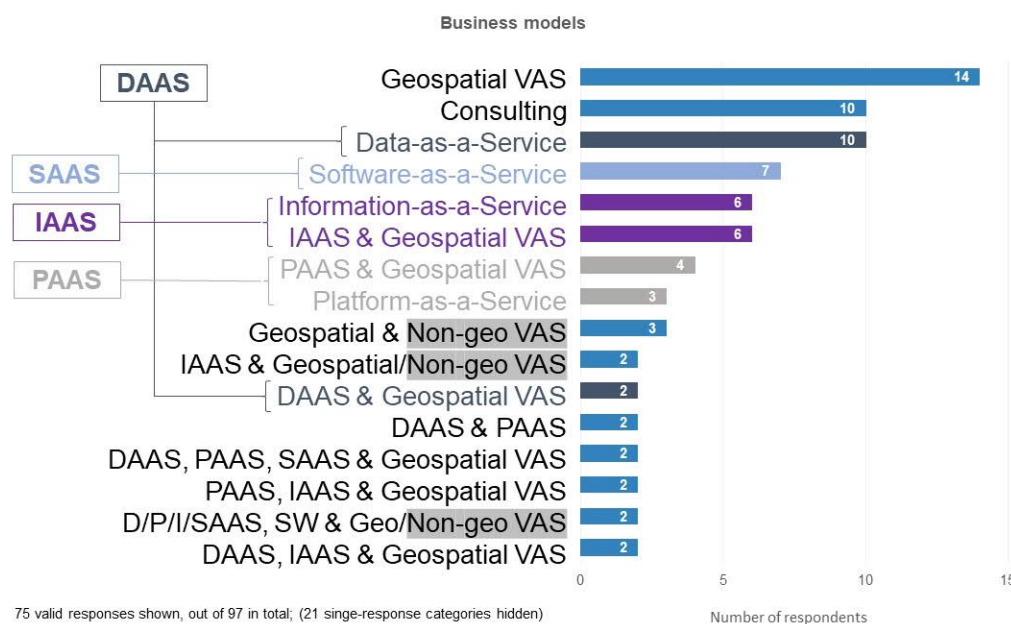 Business models
DAAS
SAAS
IAAS
PAAS
Geospatial VAS 14
Consulting 10
Data-as-a-Service 10
Software-as-a-Service 7
Information-as-a-Service 6
IAAS & Geospatial VAS 6
PAAS & Geospatial VAS 4
Platform-as-a-Service 3
Geospatial & Non-geo VAS 3
IAAS & Geospatial/Non-geo VAS 2
DAAS & Geospatial VAS 2
DAAS & PAAS 2
DAAS, PAAS, SAAS & Geospatial VAS 2
PAAS, IAAS & Geospatial VAS 2
D/P/I/SAAS, SW & Geo/Non-geo VAS 2
DAAS, IAAS & Geospatial VAS 2
0 5 10 15
Number of respondents
75 valid responses shown, out of 97 in total; (21 singe-response categories hidden)